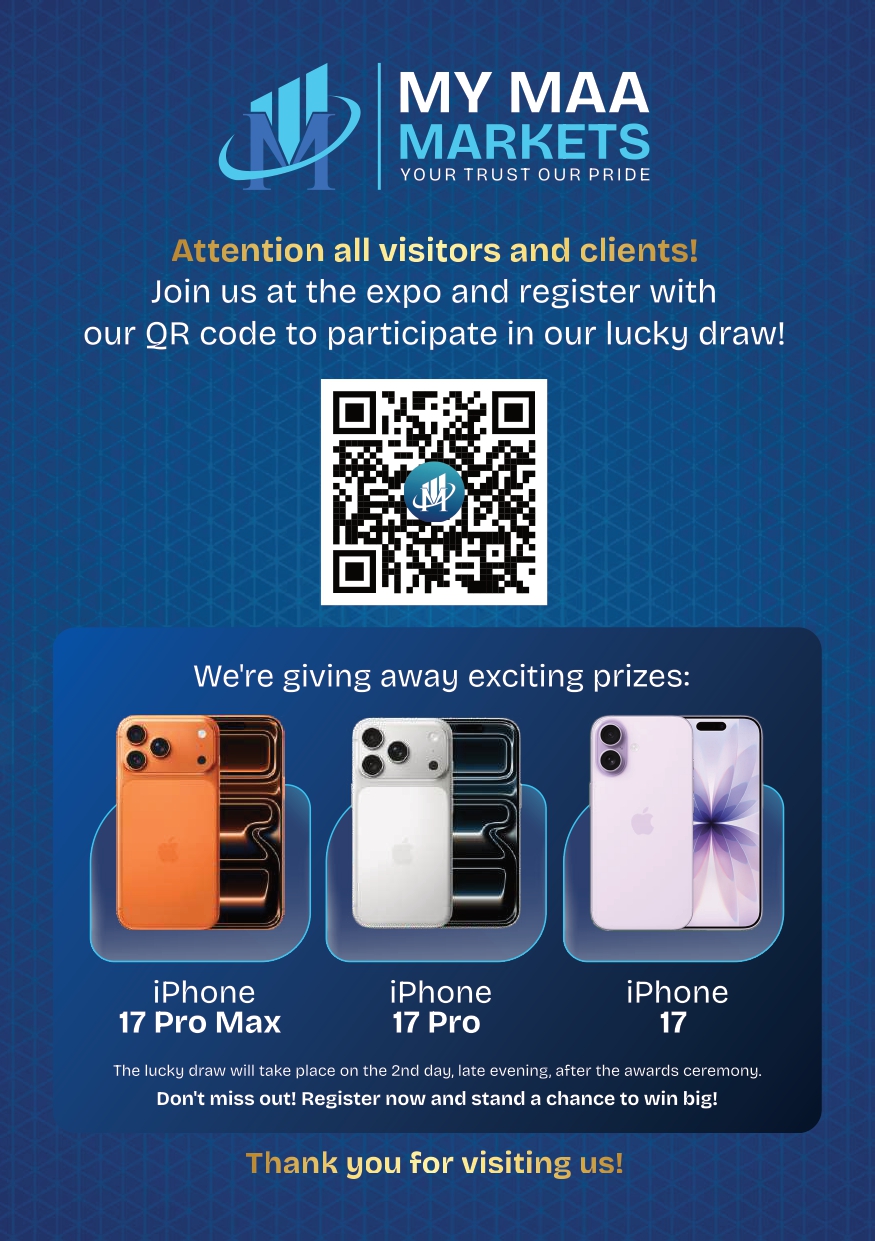 MY MAA
MARKETS
YOUR TRUST OUR PRIDE
Attention all visitors and clients!
Join us at the expo and register with
our QR code to participate in our lucky draw!
We're giving away exciting prizes:
iPhone
17 Pro Max
iPhone
17 Pro
iPhone
17
The lucky draw will take place on the 2nd day, late evening, after the awards ceremony.
Don't miss out! Register now and stand a chance to win big!
Thank you for visiting us!